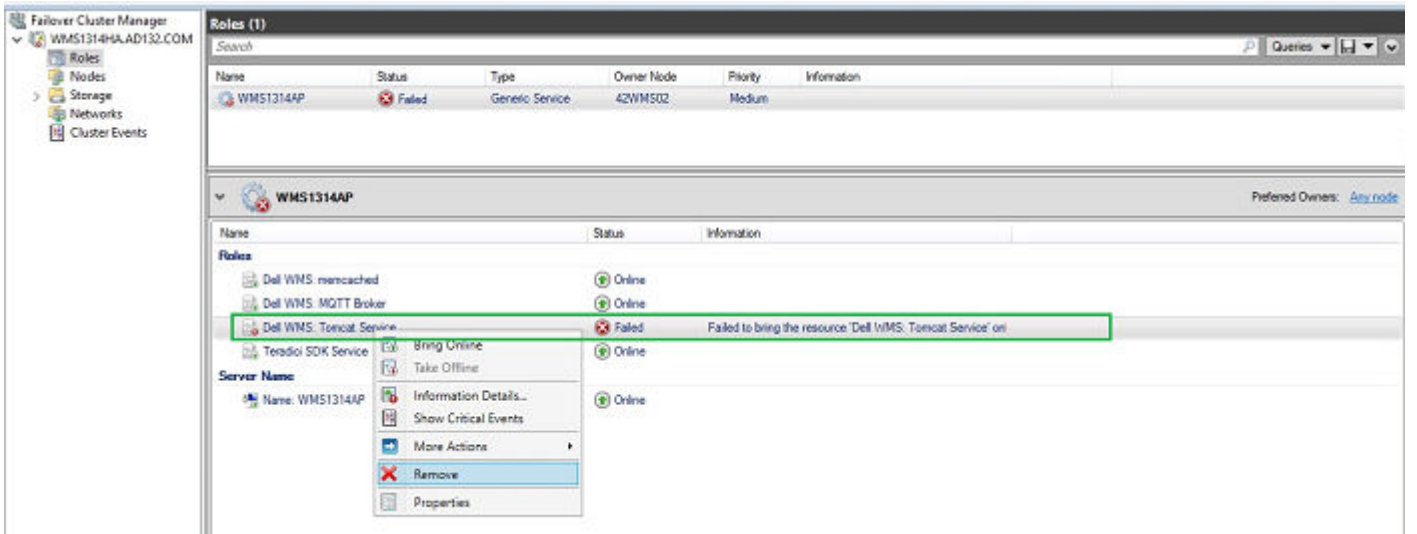 Failover Cluster Manager
WMS1314HA.AD132.COM
Roles
Nodes
Storage
Networks
Cluster Events
Roles (1)
Search
Queries
Name Status Type Owner Node Priority Information
WMS1314AP Failed Generic Service 42WMS02 Medium
WMS1314AP
Preferred Owners: Any node
Name Status Information
Roles
Dell WMS: memcached Online
Dell WMS: MQTT Broker Online
Dell WMS: Tomcat Service Failed Failed to bring the resource 'Dell WMS: Tomcat Service' onl
Teradici SDK Service Online
Server Name
Name: WMS1314AP Online
Bring Online
Take Offline
Information Details...
Show Critical Events
More Actions
Remove
Properties